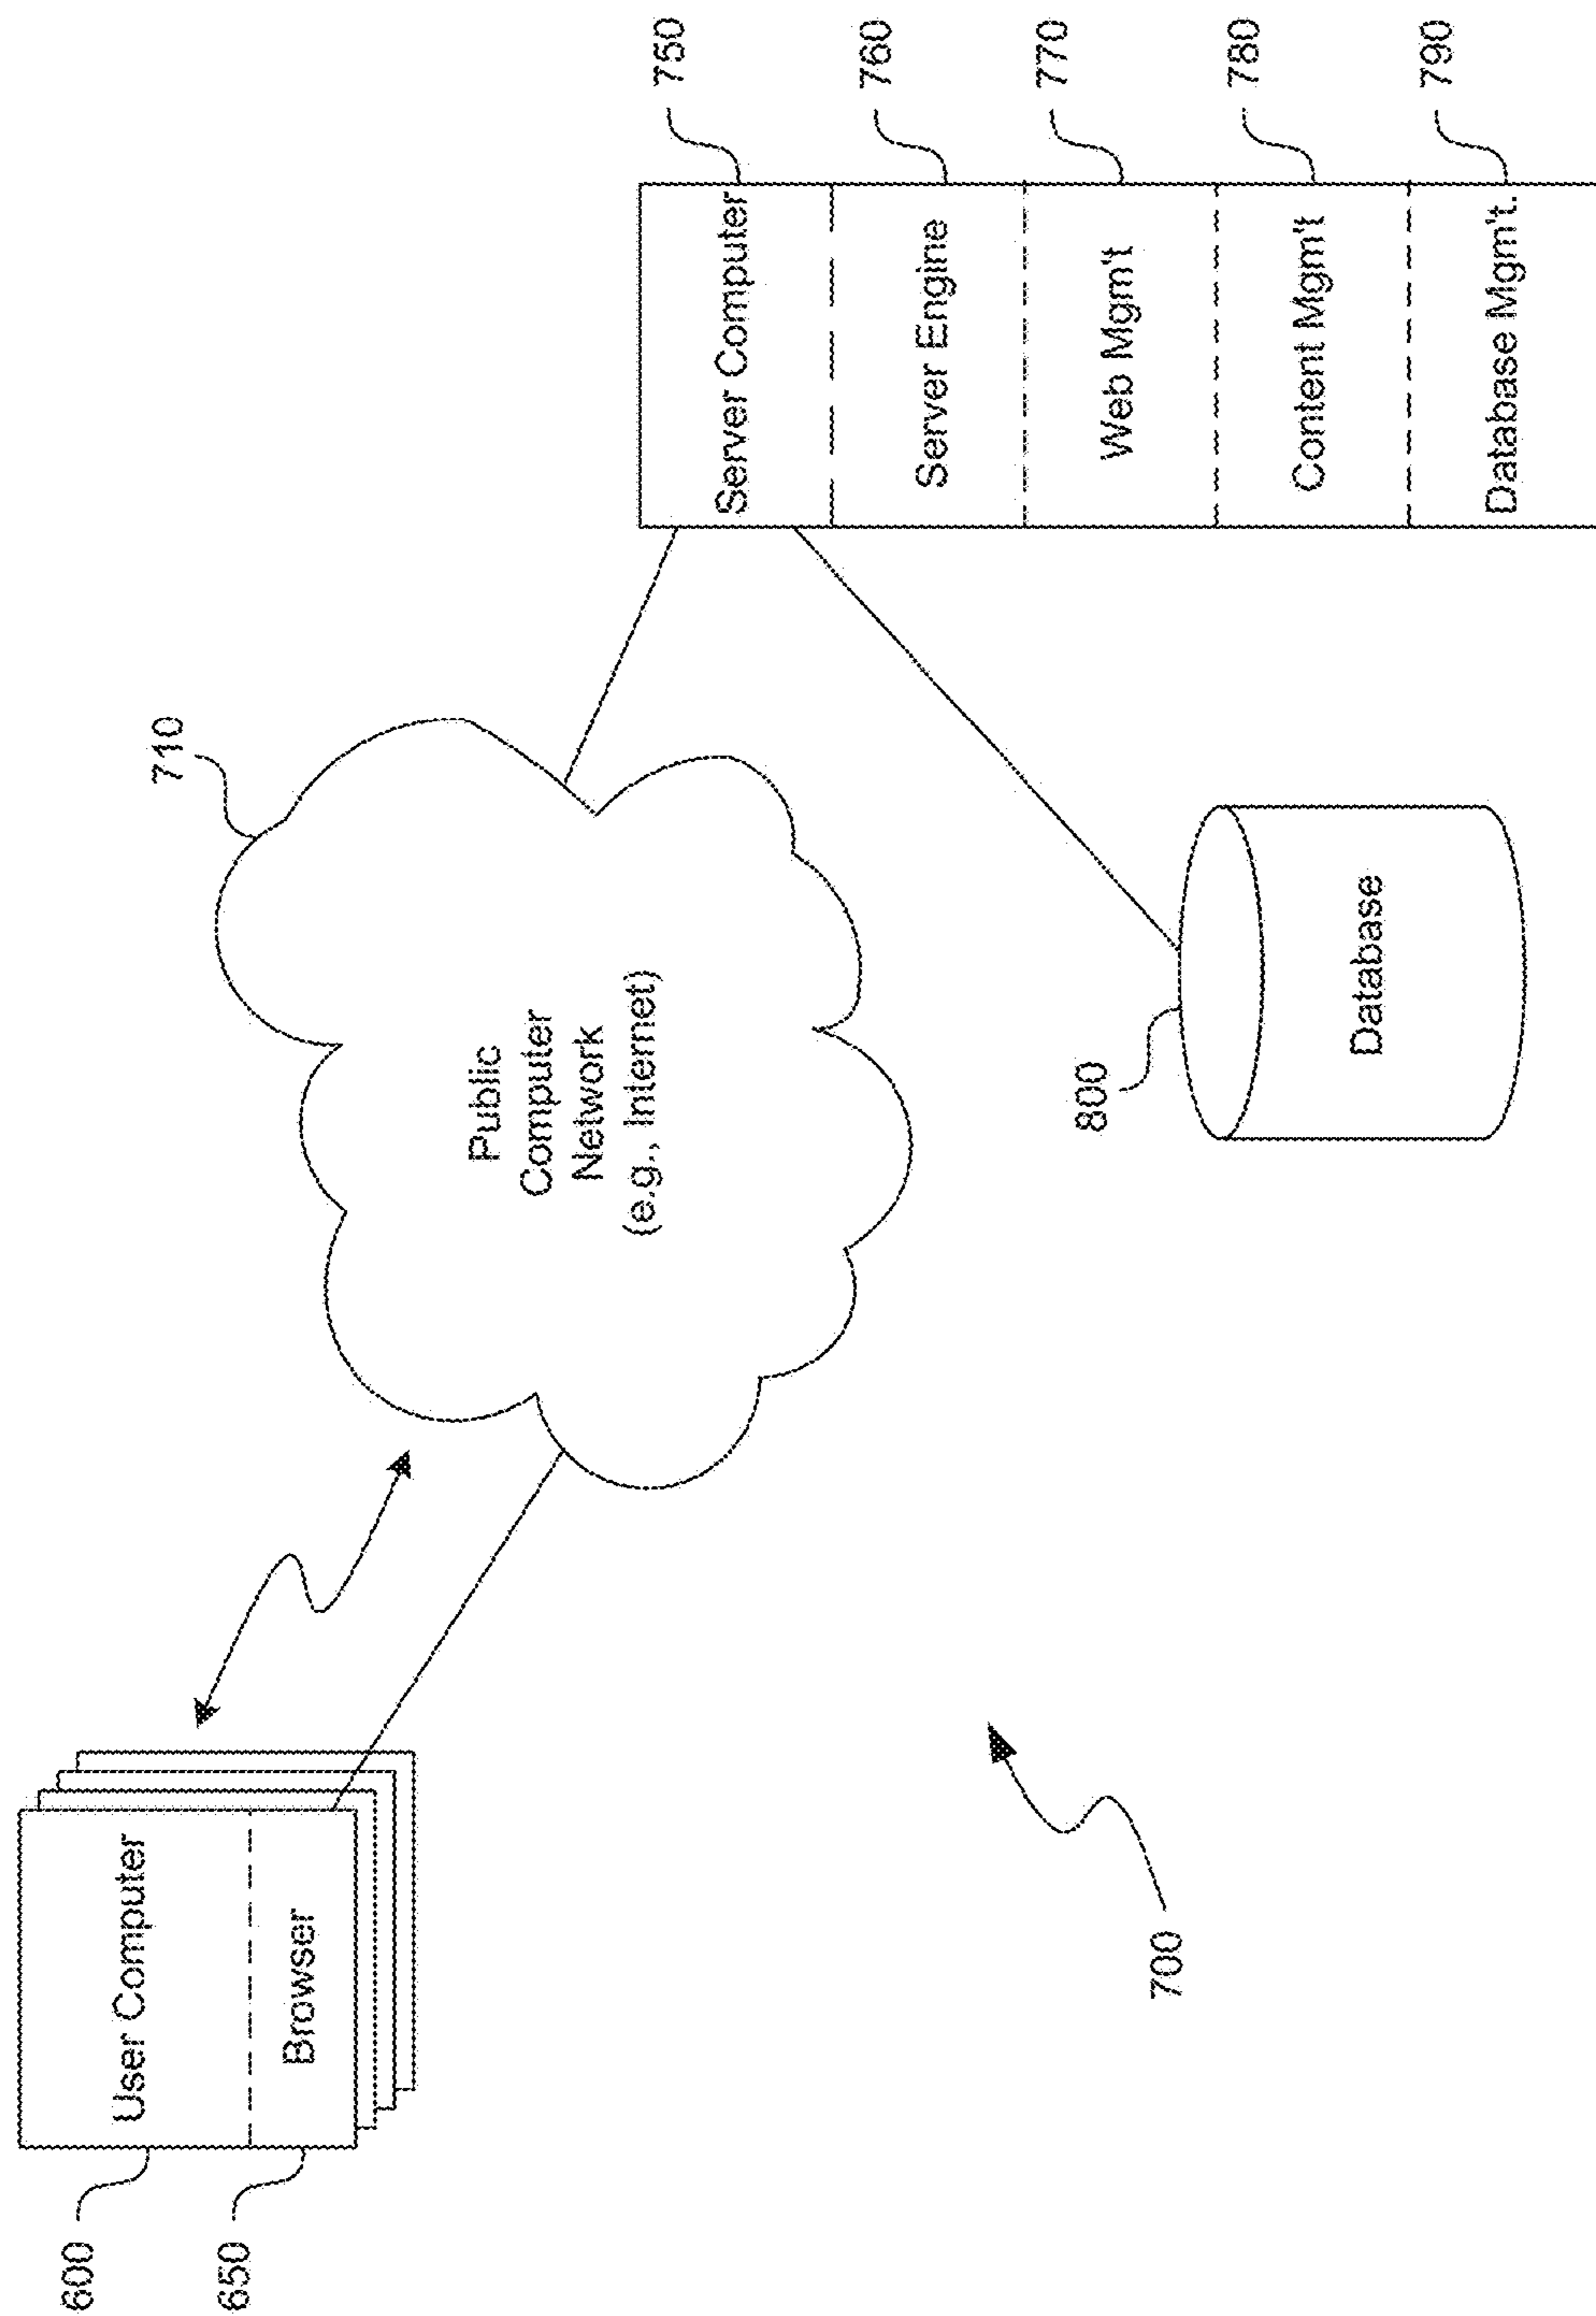 600
User Computer
650
Browser
710
Public
Computer
Network
(e.g., Internet)
750
Server Computer
760
Server Engine
770
Web Mgm't
780
Content Mgm't
790
Database Mgm't.
800
Database
700